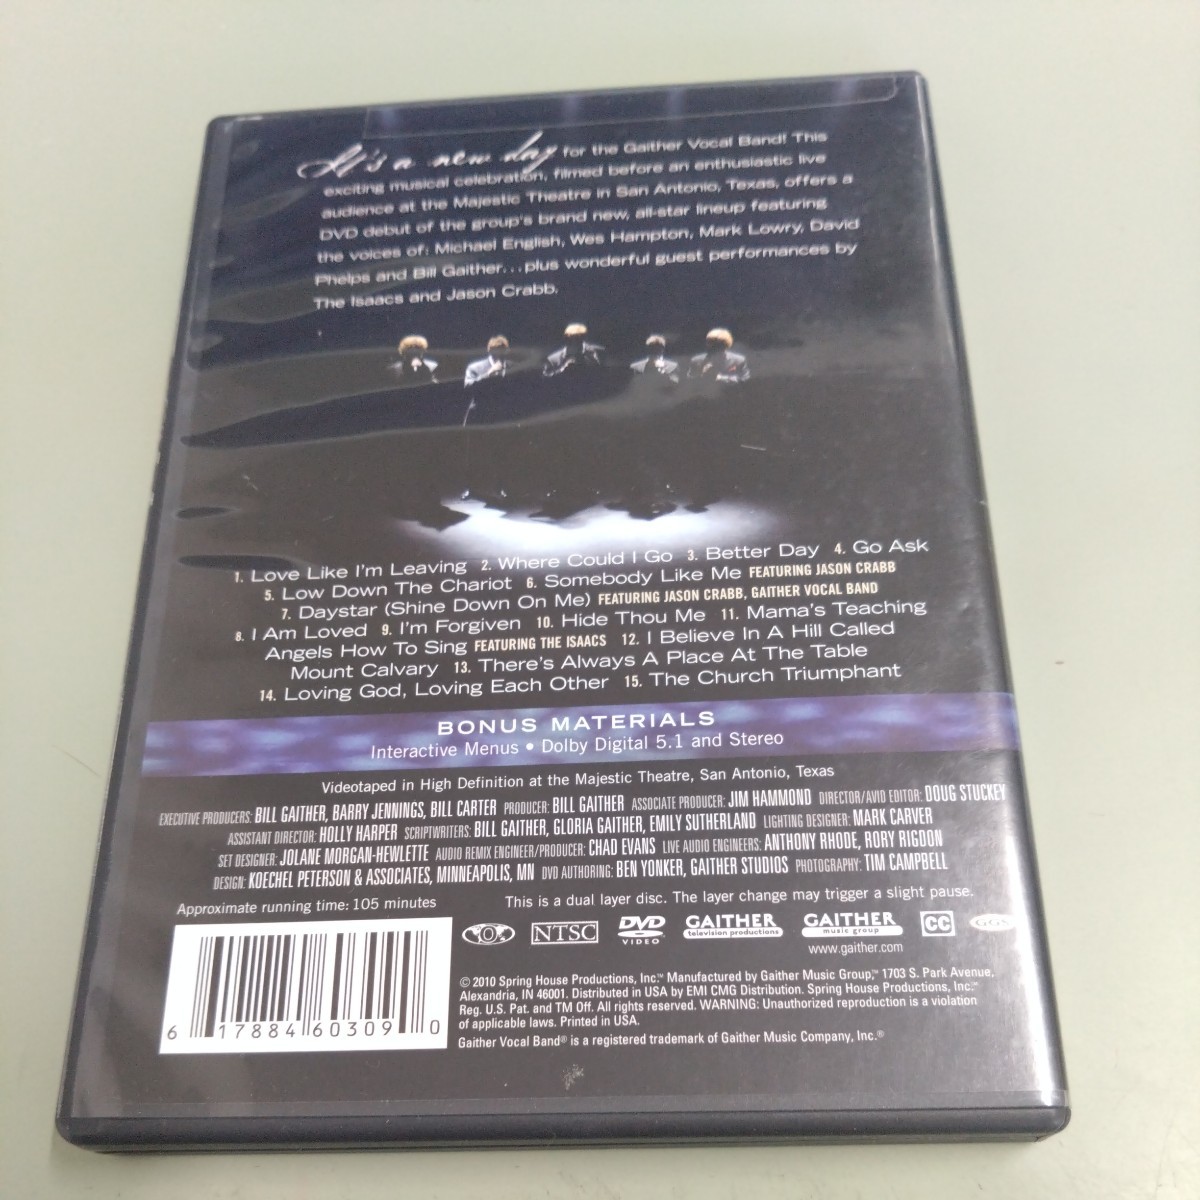 It's a new day for the Gaither Vocal Band! This
exciting musical celebration, filmed before an enthusiastic live
audience at the Majestic Theatre in San Antonio, Texas, offers a
DVD debut of the group's brand new, all-star lineup featuring
the voices of: Michael English, Wes Hampton, Mark Lowry, David
Phelps and Bill Gaither...plus wonderful guest performances by
The Isaacs and Jason Crabb.
1. Love Like I'm Leaving 2. Where Could I Go 3. Better Day 4. Go Ask
5. Low Down The Chariot 6. Somebody Like Me FEATURING JASON CRABB
7. Daystar (Shine Down On Me) FEATURING JASON CRABB, GAITHER VOCAL BAND
8. I Am Loved 9. I'm Forgiven 10. Hide Thou Me 11. Mama's Teaching
Angels How To Sing FEATURING THE ISAACS 12. I Believe In A Hill Called
Mount Calvary 13. There's Always A Place At The Table
14. Loving God, Loving Each Other 15. The Church Triumphant
BONUS MATERIALS
Interactive Menus • Dolby Digital 5.1 and Stereo
Videotaped in High Definition at the Majestic Theatre, San Antonio, Texas
EXECUTIVE PRODUCERS: BILL GAITHER, BARRY JENNINGS, BILL CARTER PRODUCER: BILL GAITHER ASSOCIATE PRODUCER: JIM HAMMOND DIRECTOR/AVID EDITOR: DOUG STUCKEY
ASSISTANT DIRECTOR: HOLLY HARPER SCRIPTWRITERS: BILL GAITHER, GLORIA GAITHER, EMILY SUTHERLAND LIGHTING DESIGNER: MARK CARVER
SET DESIGNER: JOLANE MORGAN-HEWLETTE AUDIO REMIX ENGINEER/PRODUCER: CHAD EVANS LIVE AUDIO ENGINEERS: ANTHONY RHODE, RORY RIGDON
DESIGN: KOECHEL PETERSON & ASSOCIATES, MINNEAPOLIS, MN DVD AUTHORING: BEN YONKER, GAITHER STUDIOS PHOTOGRAPHY: TIM CAMPBELL
Approximate running time: 105 minutes
This is a dual layer disc. The layer change may trigger a slight pause.
0 NTSC DVD VIDEO GAITHER television productions GAITHER music group CC GGS
www.gaither.com
© 2010 Spring House Productions, Inc.™ Manufactured by Gaither Music Group,™ 1703 S. Park Avenue,
Alexandria, IN 46001. Distributed in USA by EMI CMG Distribution. Spring House Productions, Inc.™
Reg. U.S. Pat. and TM Off. All rights reserved. WARNING: Unauthorized reproduction is a violation
of applicable laws. Printed in USA.
Gaither Vocal Band® is a registered trademark of Gaither Music Company, Inc.®
6 17884 60309 0